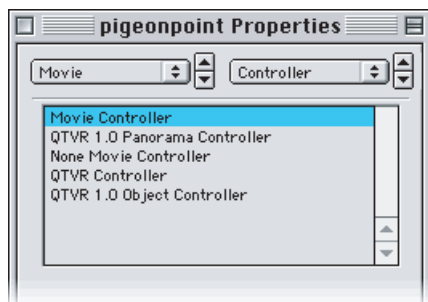 pigeonpoint Properties
Movie Controller
Movie Controller
QTVR 1.0 Panorama Controller
None Movie Controller
QTVR Controller
QTVR 1.0 Object Controller